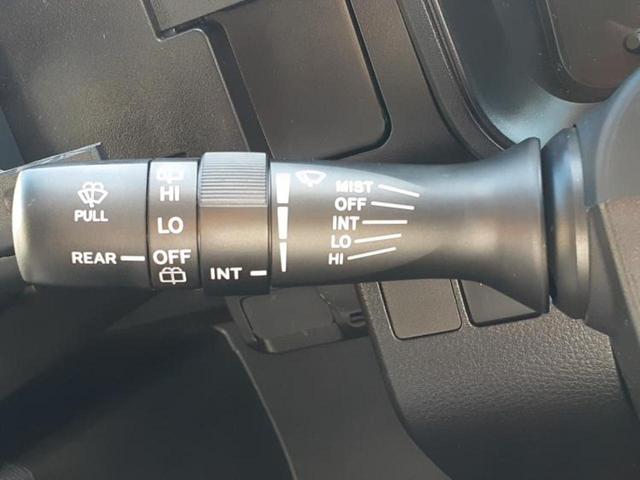 PULL
REAR
HI
LO
OFF
INT
MIST
OFF
INT
LO
HI